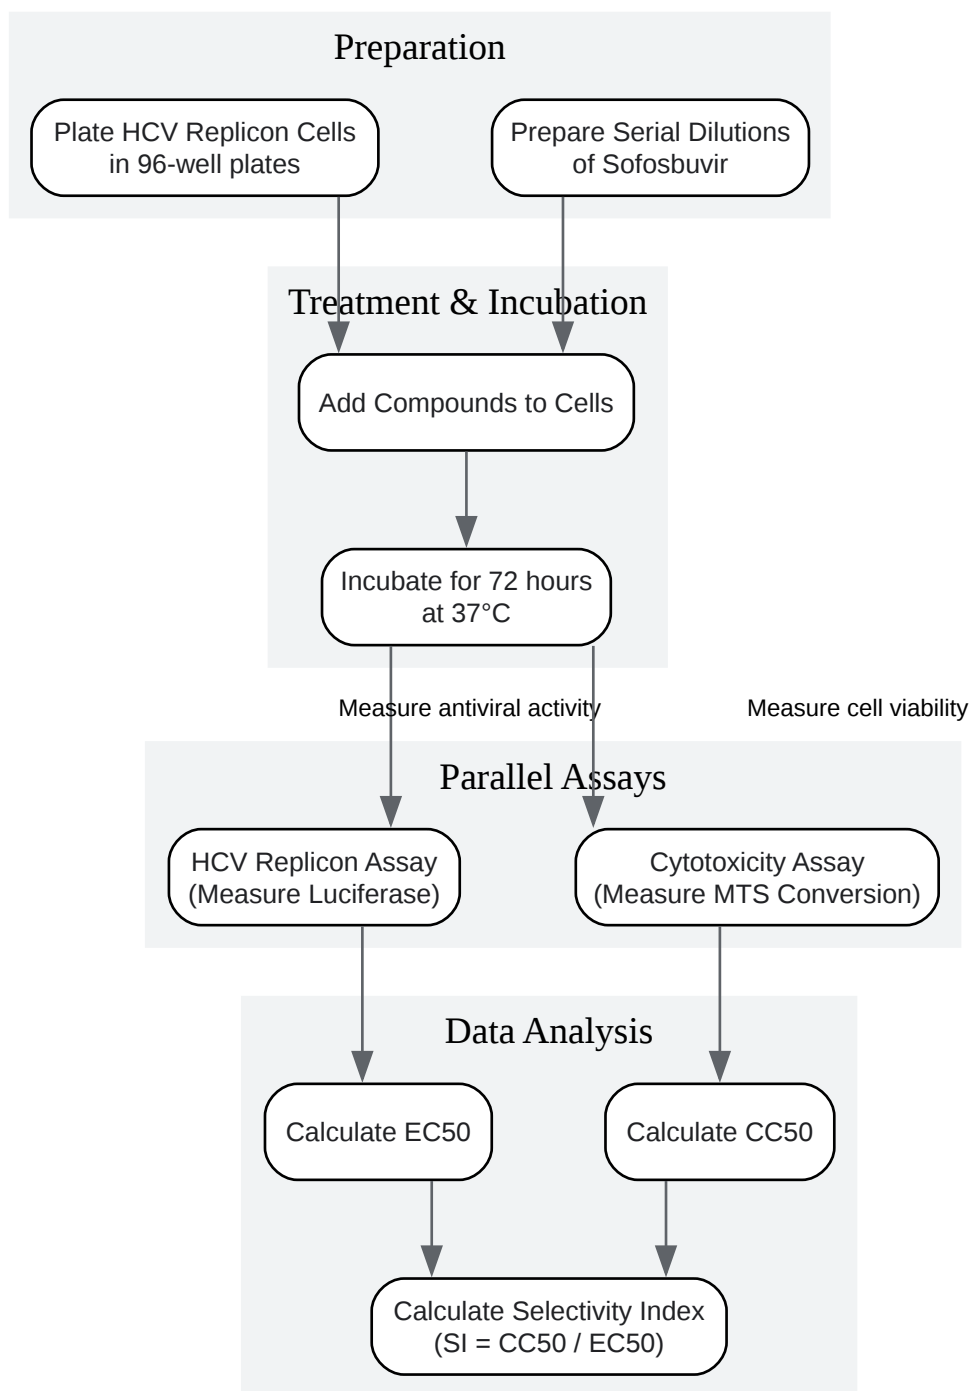 Preparation
Plate HCV Replicon Cells
in 96-well plates
Prepare Serial Dilutions
of Sofosbuvir
Treatment & Incubation
Add Compounds to Cells
Incubate for 72 hours
at 37°C
Measure antiviral activity
Measure cell viability
Parallel Assays
HCV Replicon Assay
(Measure Luciferase)
Cytotoxicity Assay
(Measure MTS Conversion)
Data Analysis
Calculate EC50
Calculate CC50
Calculate Selectivity Index
(SI = CC50 / EC50)